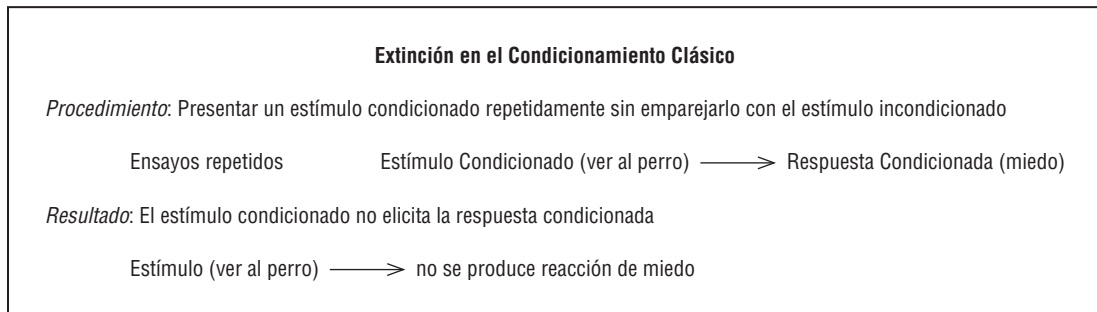 Extinción en el Condicionamiento Clásico
Procedimiento: Presentar un estímulo condicionado repetidamente sin emparejarlo con el estímulo incondicionado
Ensayos repetidos Estímulo Condicionado (ver al perro) ⟶ Respuesta Condicionada (miedo)
Resultado: El estímulo condicionado no elicita la respuesta condicionada
Estímulo (ver al perro) ⟶ no se produce reacción de miedo